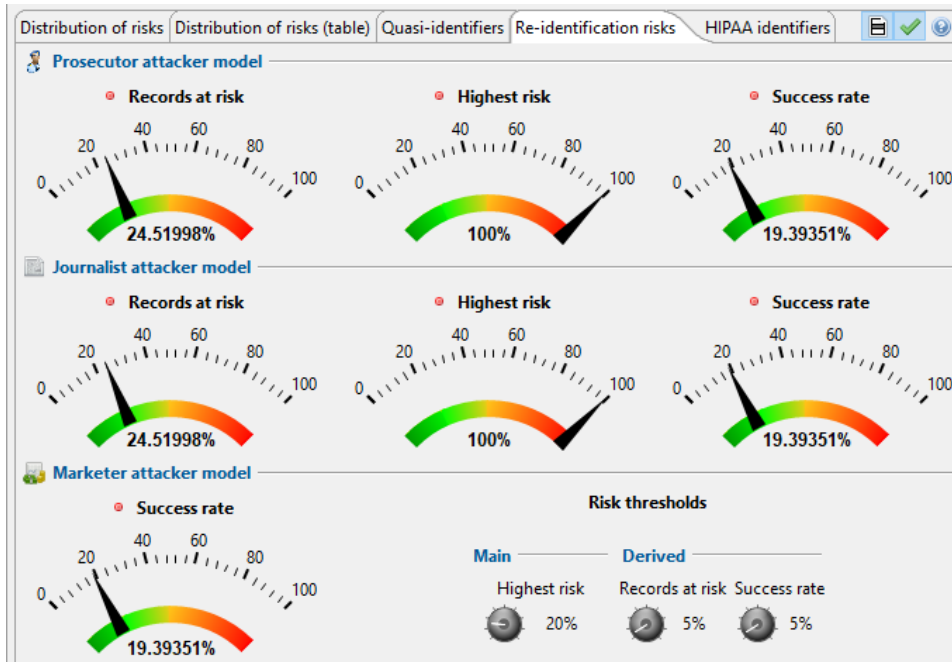 Distribution of risks Distribution of risks (table) Quasi-identifiers Re-identification risks HIPAA identifiers
Prosecutor attacker model
Records at risk Highest risk Success rate
0 20 40 60 80 100 0 20 40 60 80 100 0 20 40 60 80 100
24.51998% 100% 19.39351%
Journalist attacker model
Records at risk Highest risk Success rate
0 20 40 60 80 100 0 20 40 60 80 100 0 20 40 60 80 100
24.51998% 100% 19.39351%
Marketer attacker model
Success rate
0 20 40 60 80 100
19.39351%
Risk thresholds
Main Derived
Highest risk Records at risk Success rate
20% 5% 5%